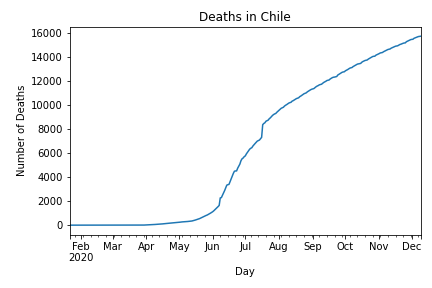 Deaths in Chile
Number of Deaths
16000
14000
12000
10000
8000
6000
4000
2000
0
Feb Mar Apr May Jun Jul Aug Sep Oct Nov Dec
2020
Day